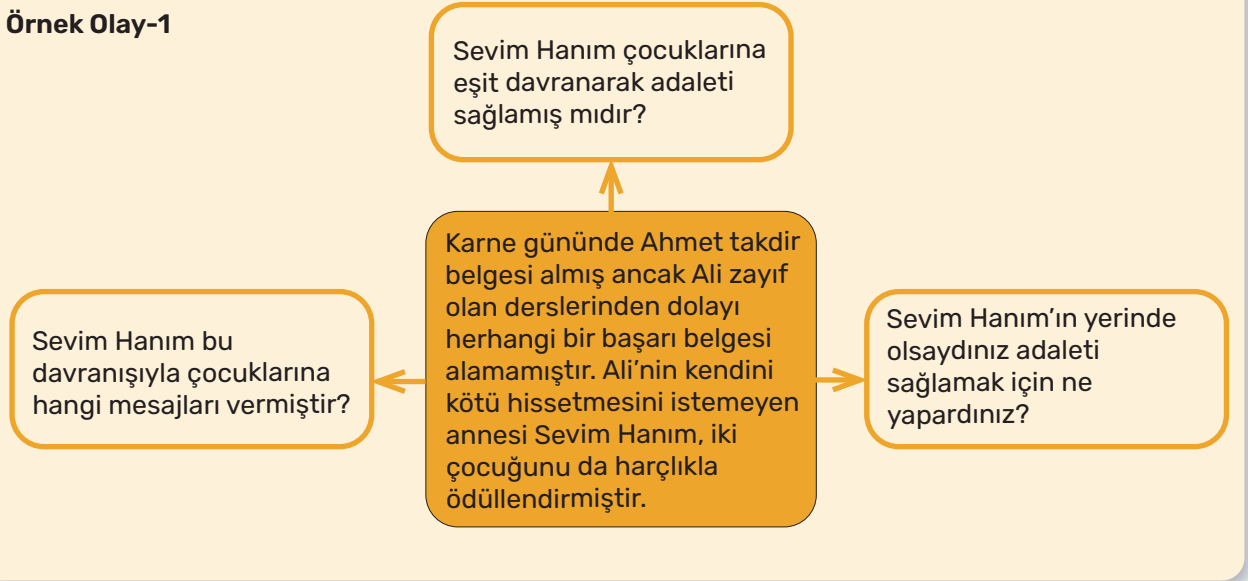 Örnek Olay-1
Sevim Hanım çocuklarına
eşit davranarak adaleti
sağlamış mıdır?
Karne gününde Ahmet takdir
belgesi almış ancak Ali zayıf
olan derslerinden dolayı
herhangi bir başarı belgesi
alamamıştır. Ali’nin kendini
kötü hissetmesini istemeyen
annesi Sevim Hanım, iki
çocuğunu da harçlıkla
ödüllendirmiştir.
Sevim Hanım bu
davranışıyla çocuklarına
hangi mesajları vermiştir?
Sevim Hanım’ın yerinde
olsaydınız adaleti
sağlamak için ne
yapardınız?